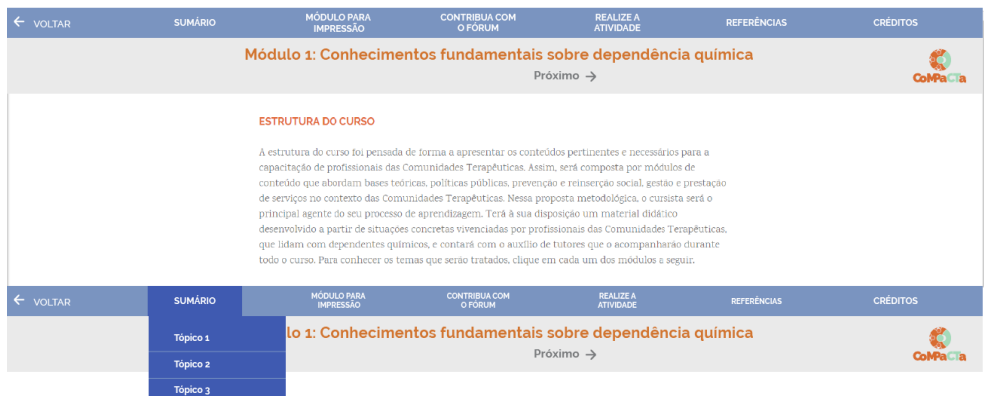 ← VOLTAR
SUMÁRIO
MÓDULO PARA
IMPRESSÃO
CONTRIBUA COM
O FÓRUM
REALIZE A
ATIVIDADE
REFERÊNCIAS
CRÉDITOS
Módulo 1: Conhecimentos fundamentais sobre dependência química
Próximo →
CoMPaCTa
ESTRUTURA DO CURSO
A estrutura do curso foi pensada de forma a apresentar os conteúdos pertinentes e necessários para a
capacitação de profissionais das Comunidades Terapêuticas. Assim, será composta por módulos de
conteúdo que abordam bases teóricas, políticas públicas, prevenção e reinserção social, gestão e prestação
de serviços no contexto das Comunidades Terapêuticas. Nessa proposta metodológica, o cursista será o
principal agente do seu processo de aprendizagem. Terá à sua disposição um material didático
desenvolvido a partir de situações concretas vivenciadas por profissionais das Comunidades Terapêuticas,
que lidam com dependentes químicos, e contará com o auxílio de tutores que o acompanharão durante
todo o curso. Para conhecer os temas que serão tratados, clique em cada um dos módulos a seguir.
← VOLTAR
SUMÁRIO
MÓDULO PARA
IMPRESSÃO
CONTRIBUA COM
O FÓRUM
REALIZE A
ATIVIDADE
REFERÊNCIAS
CRÉDITOS
lo 1: Conhecimentos fundamentais sobre dependência química
Próximo →
CoMPaCTa
Tópico 1
Tópico 2
Tópico 3